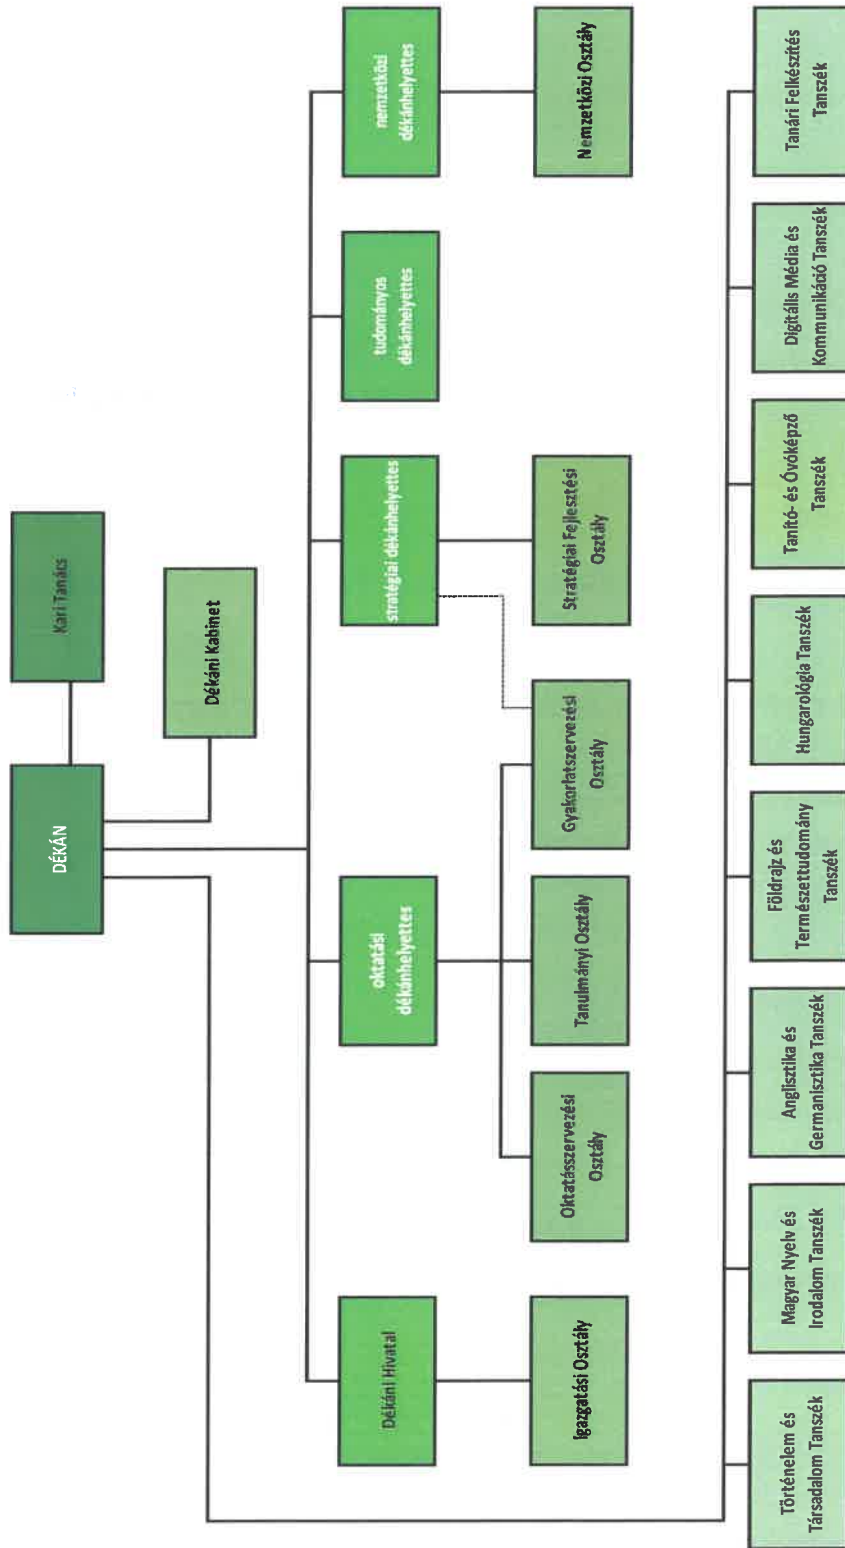 DÉKÁN
Kari Tanács
Dékáni Kabinet
Dékáni Hivatal
oktatási
dékánhelyettes
stratégiai dékánhelyettes
tudományos
dékánhelyettes
nemzetközi
dékánhelyettes
Igazgatási Osztály
Oktatásszervezési
Osztály
Tanulmányi Osztály
Gyakorlatszervezési
Osztály
Stratégiai Fejlesztési
Osztály
Nemzetközi Osztály
Történelem és
Társadalom Tanszék
Magyar Nyelv és
Irodalom Tanszék
Anglisztika és
Germanisztika Tanszék
Földrajz és
Természettudomány
Tanszék
Hungarológia Tanszék
Tanító- és Óvóképző
Tanszék
Digitális Média és
Kommunikáció Tanszék
Tanári Felkészítés
Tanszék